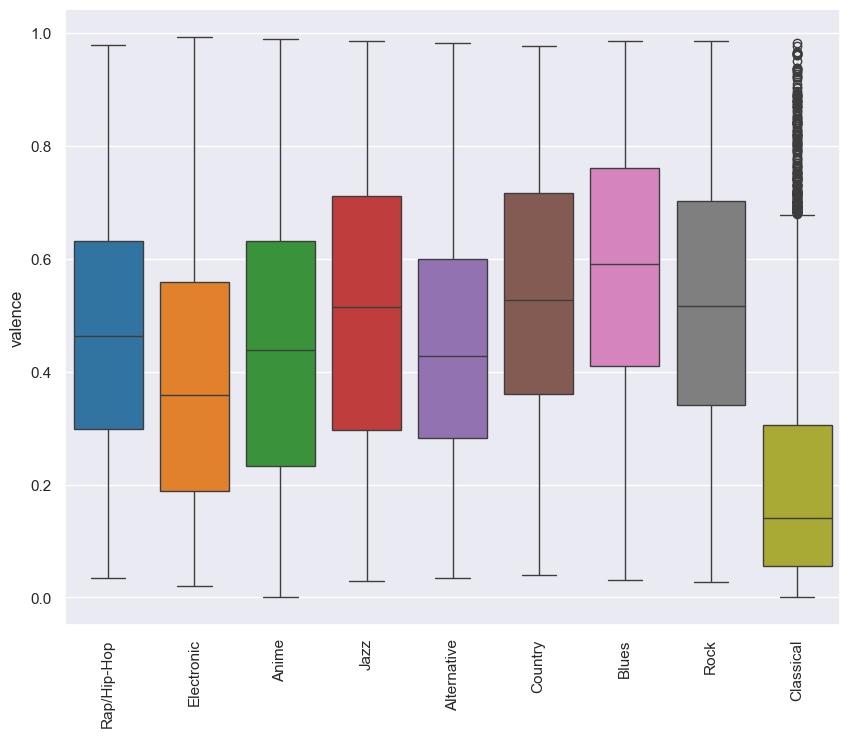 valence
1.0
0.8
0.6
0.4
0.2
0.0
Rap/Hip-Hop
Electronic
Anime
Jazz
Alternative
Country
Blues
Rock
Classical